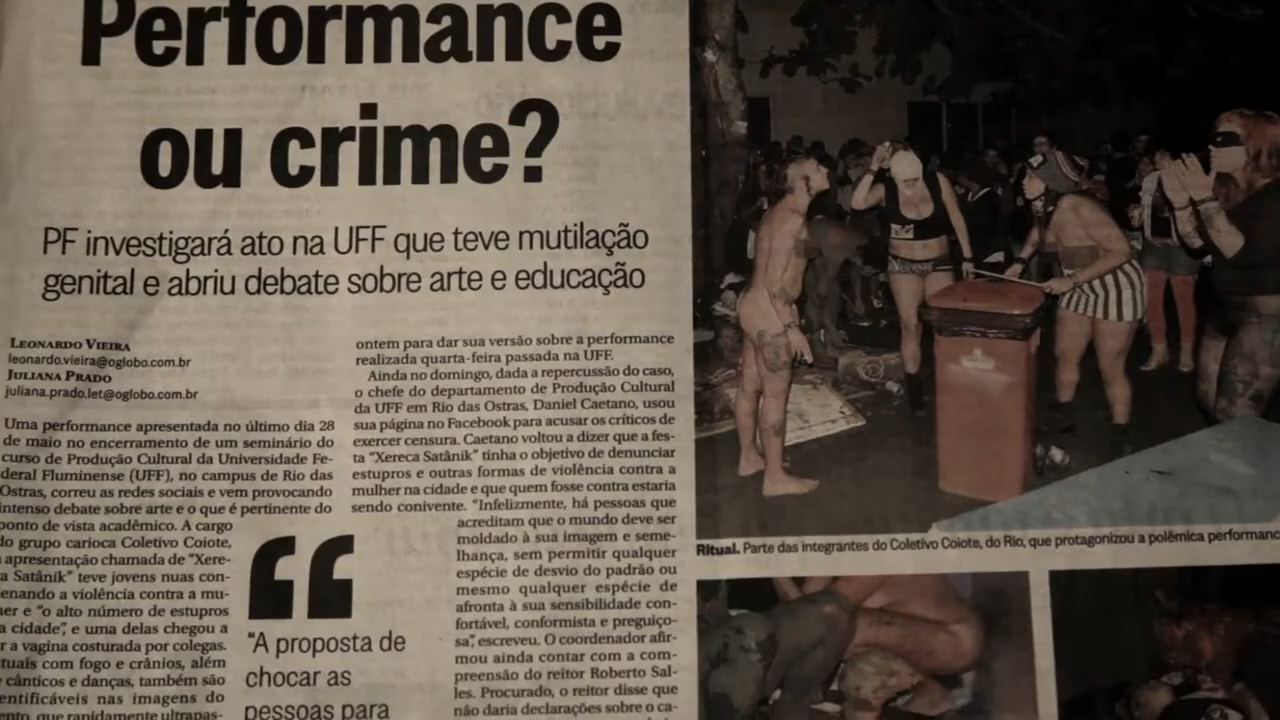 Performance
ou crime?
PF investigará ato na UFF que teve mutilação
genital e abriu debate sobre arte e educação
LEONARDO VIEIRA
leonardo.vieira@oglobo.com.br
JULIANA PRADO
juliana.prado.let@oglobo.com.br
Uma performance apresentada no último dia 28
de maio no encerramento de um seminário do
curso de Produção Cultural da Universidade Fe-
deral Fluminense (UFF), no campus de Rio das
Ostras, correu as redes sociais e vem provocando
intenso debate sobre arte e o que é pertinente do
ponto de vista acadêmico. A cargo
do grupo carioca Coletivo Coiote,
a apresentação chamada de “Xere-
ca Satânik” teve jovens nuas con-
denando a violência contra a mu-
her e “o alto número de estupros
a cidade”, e uma delas chegou a
r a vagina costurada por colegas.
tuais com fogo e crânios, além
e cânticos e danças, também são
entificáveis nas imagens do
ento, que rapidamente ultrapas-
“A proposta de
chocar as
pessoas para
ontem para dar sua versão sobre a performance
realizada quarta-feira passada na UFF.
Ainda no domingo, dada a repercussão do caso,
o chefe do departamento de Produção Cultural
da UFF em Rio das Ostras, Daniel Caetano, usou
sua página no Facebook para acusar os críticos de
exercer censura. Caetano voltou a dizer que a fes-
ta “Xereca Satânik” tinha o objetivo de denunciar
estupros e outras formas de violência contra a
mulher na cidade e que quem fosse contra estaria
sendo conivente. “Infelizmente, há pessoas que
acreditam que o mundo deve ser
moldado à sua imagem e seme-
lhança, sem permitir qualquer
espécie de desvio do padrão ou
mesmo qualquer espécie de
afronta à sua sensibilidade con-
fortável, conformista e preguiço-
sa”, escreveu. O coordenador afir-
mou ainda contar com a com-
preensão do reitor Roberto Sal-
les. Procurado, o reitor disse que
não daria declarações sobre o ca-
Ritual. Parte das integrantes do Coletivo Coiote, do Rio, que protagonizou a polêmica performanc